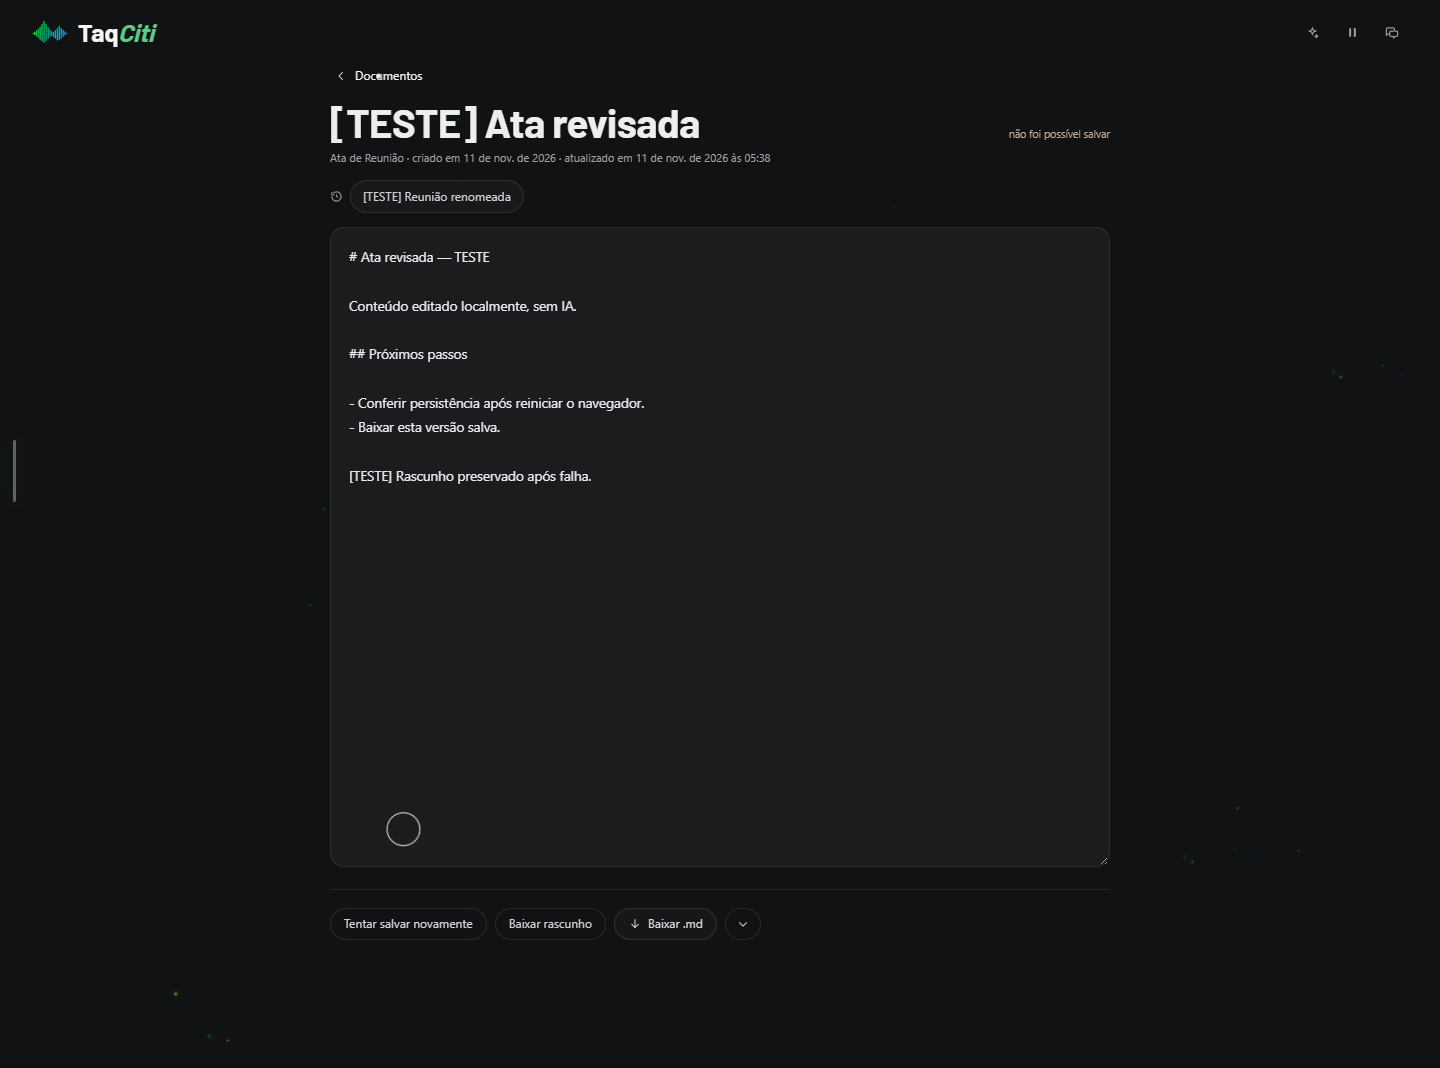 TaqCiti
Documentos
[TESTE] Ata revisada
não foi possível salvar
Ata de Reunião · criado em 11 de nov. de 2026 · atualizado em 11 de nov. de 2026 às 05:38
[TESTE] Reunião renomeada
# Ata revisada — TESTE
Conteúdo editado localmente, sem IA.
## Próximos passos
- Conferir persistência após reiniciar o navegador.
- Baixar esta versão salva.
[TESTE] Rascunho preservado após falha.
Tentar salvar novamente
Baixar rascunho
Baixar .md